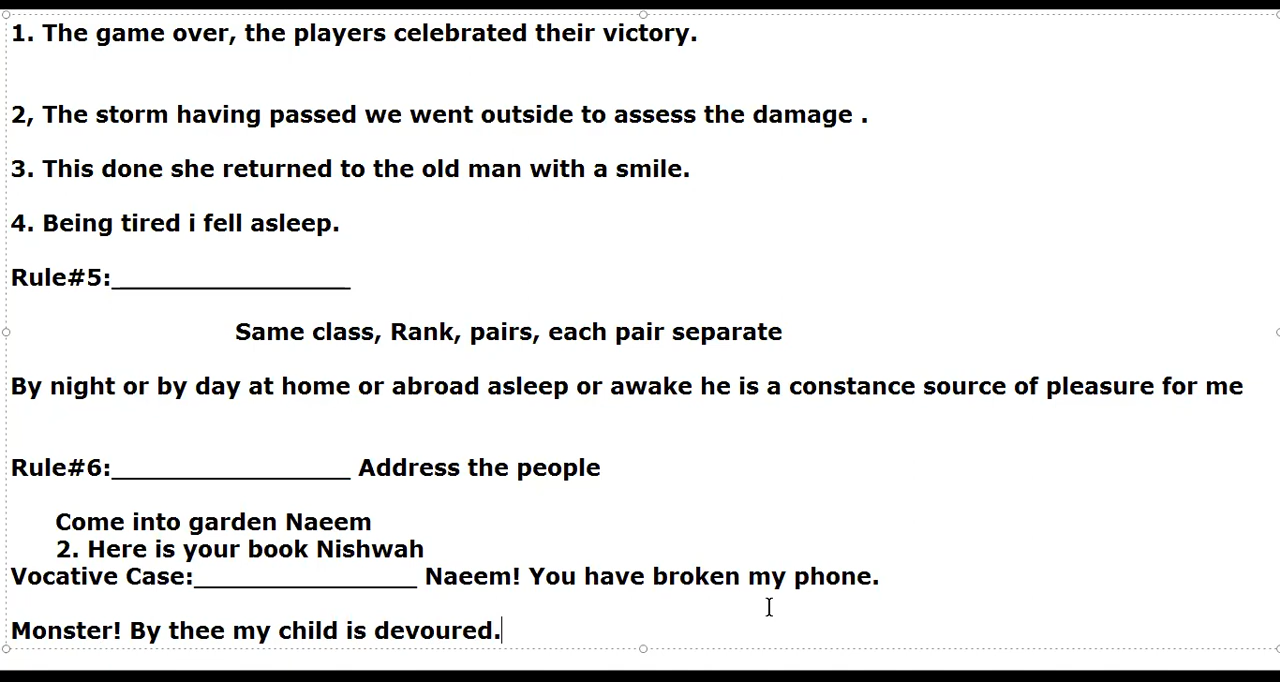 1. The game over, the players celebrated their victory.
2, The storm having passed we went outside to assess the damage .
3. This done she returned to the old man with a smile.
4. Being tired i fell asleep.
Rule#5:_________________
Same class, Rank, pairs, each pair separate
By night or by day at home or abroad asleep or awake he is a constance source of pleasure for me
Rule#6:_________________ Address the people
Come into garden Naeem
2. Here is your book Nishwah
Vocative Case:________________ Naeem! You have broken my phone.
Monster! By thee my child is devoured.